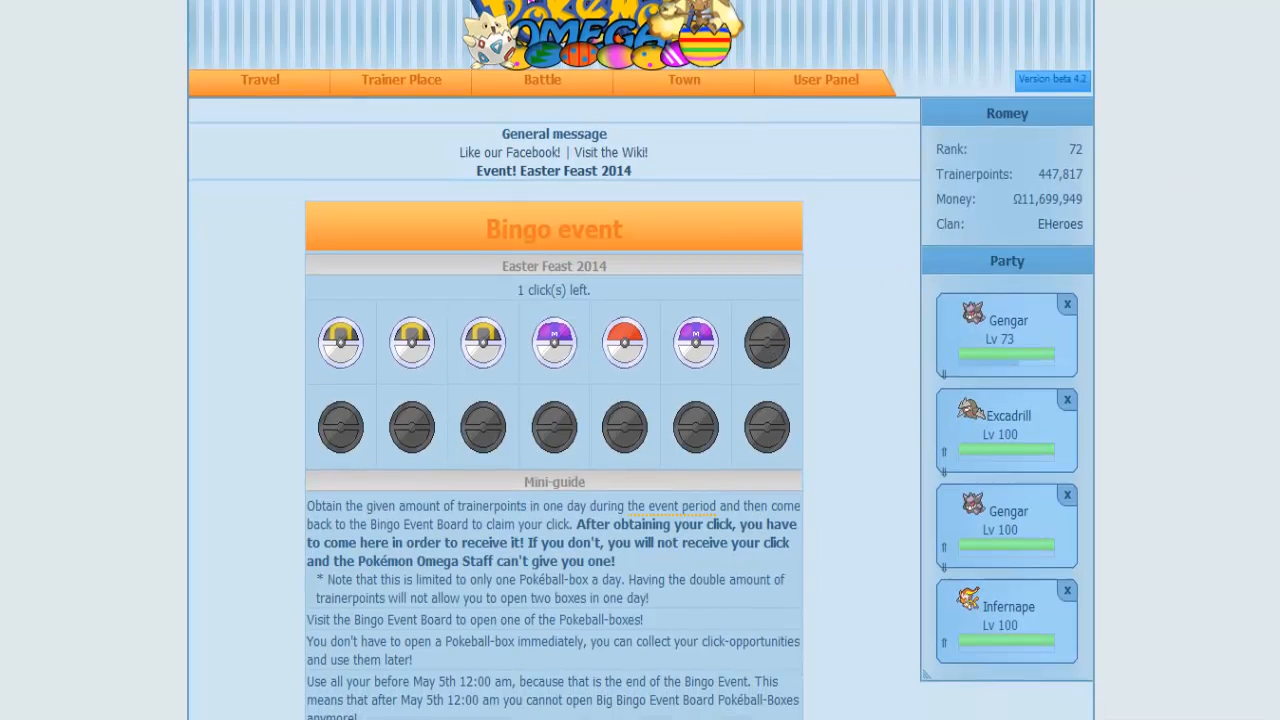 POKéMON
OMEGA
Travel
Trainer Place
Battle
Town
User Panel
Version beta 4.2
General message
Like our Facebook! | Visit the Wiki!
Event! Easter Feast 2014
Bingo event
Easter Feast 2014
1 click(s) left.
M
M
Mini-guide
Obtain the given amount of trainerpoints in one day during the event period and then come
back to the Bingo Event Board to claim your click. After obtaining your click, you have
to come here in order to receive it! If you don't, you will not receive your click
and the Pokémon Omega Staff can't give you one!
* Note that this is limited to only one Pokéball-box a day. Having the double amount of
trainerpoints will not allow you to open two boxes in one day!
Visit the Bingo Event Board to open one of the Pokeball-boxes!
You don't have to open a Pokeball-box immediately, you can collect your click-opportunities
and use them later!
Use all your before May 5th 12:00 am, because that is the end of the Bingo Event. This
means that after May 5th 12:00 am you cannot open Big Bingo Event Board Pokéball-Boxes
anymore!
Romey
Rank: 72
Trainerpoints: 447,817
Money: Ω11,699,949
Clan: EHeroes
Party
x
Gengar
Lv 73
x
Excadrill
Lv 100
x
Gengar
Lv 100
x
Infernape
Lv 100